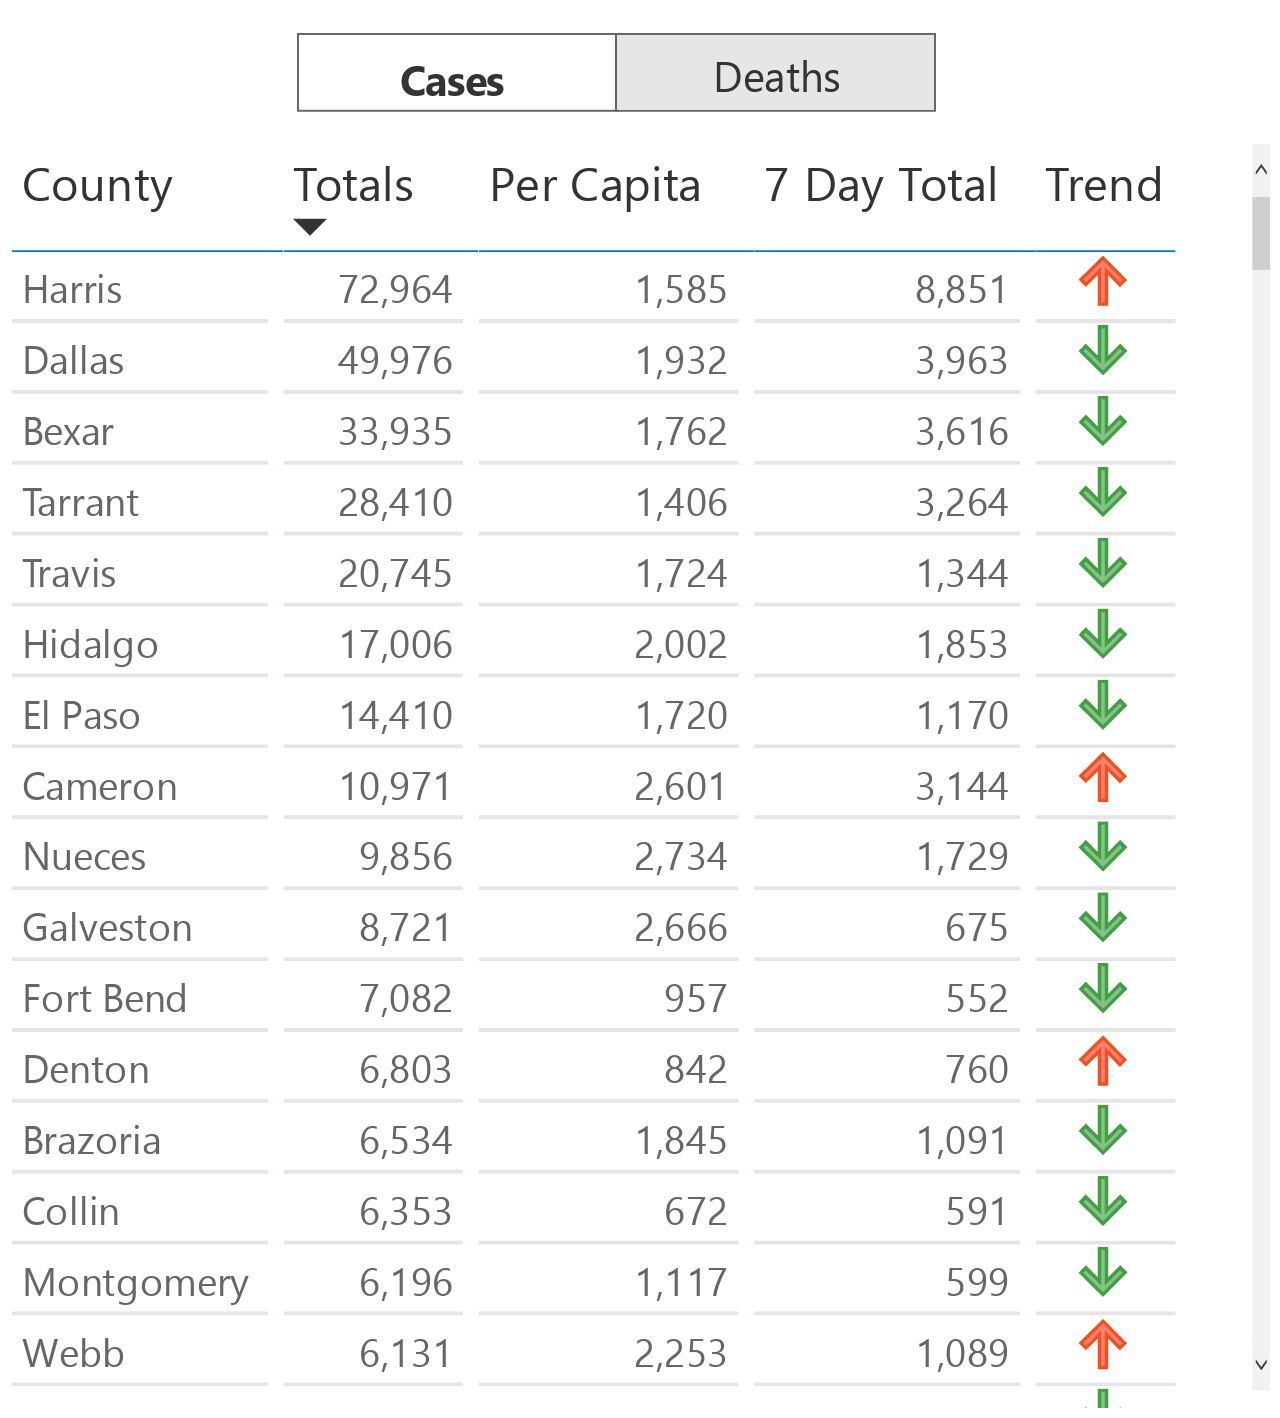 Cases Deaths
County Totals Per Capita 7 Day Total Trend
Harris 72,964 1,585 8,851
Dallas 49,976 1,932 3,963
Bexar 33,935 1,762 3,616
Tarrant 28,410 1,406 3,264
Travis 20,745 1,724 1,344
Hidalgo 17,006 2,002 1,853
El Paso 14,410 1,720 1,170
Cameron 10,971 2,601 3,144
Nueces 9,856 2,734 1,729
Galveston 8,721 2,666 675
Fort Bend 7,082 957 552
Denton 6,803 842 760
Brazoria 6,534 1,845 1,091
Collin 6,353 672 591
Montgomery 6,196 1,117 599
Webb 6,131 2,253 1,089